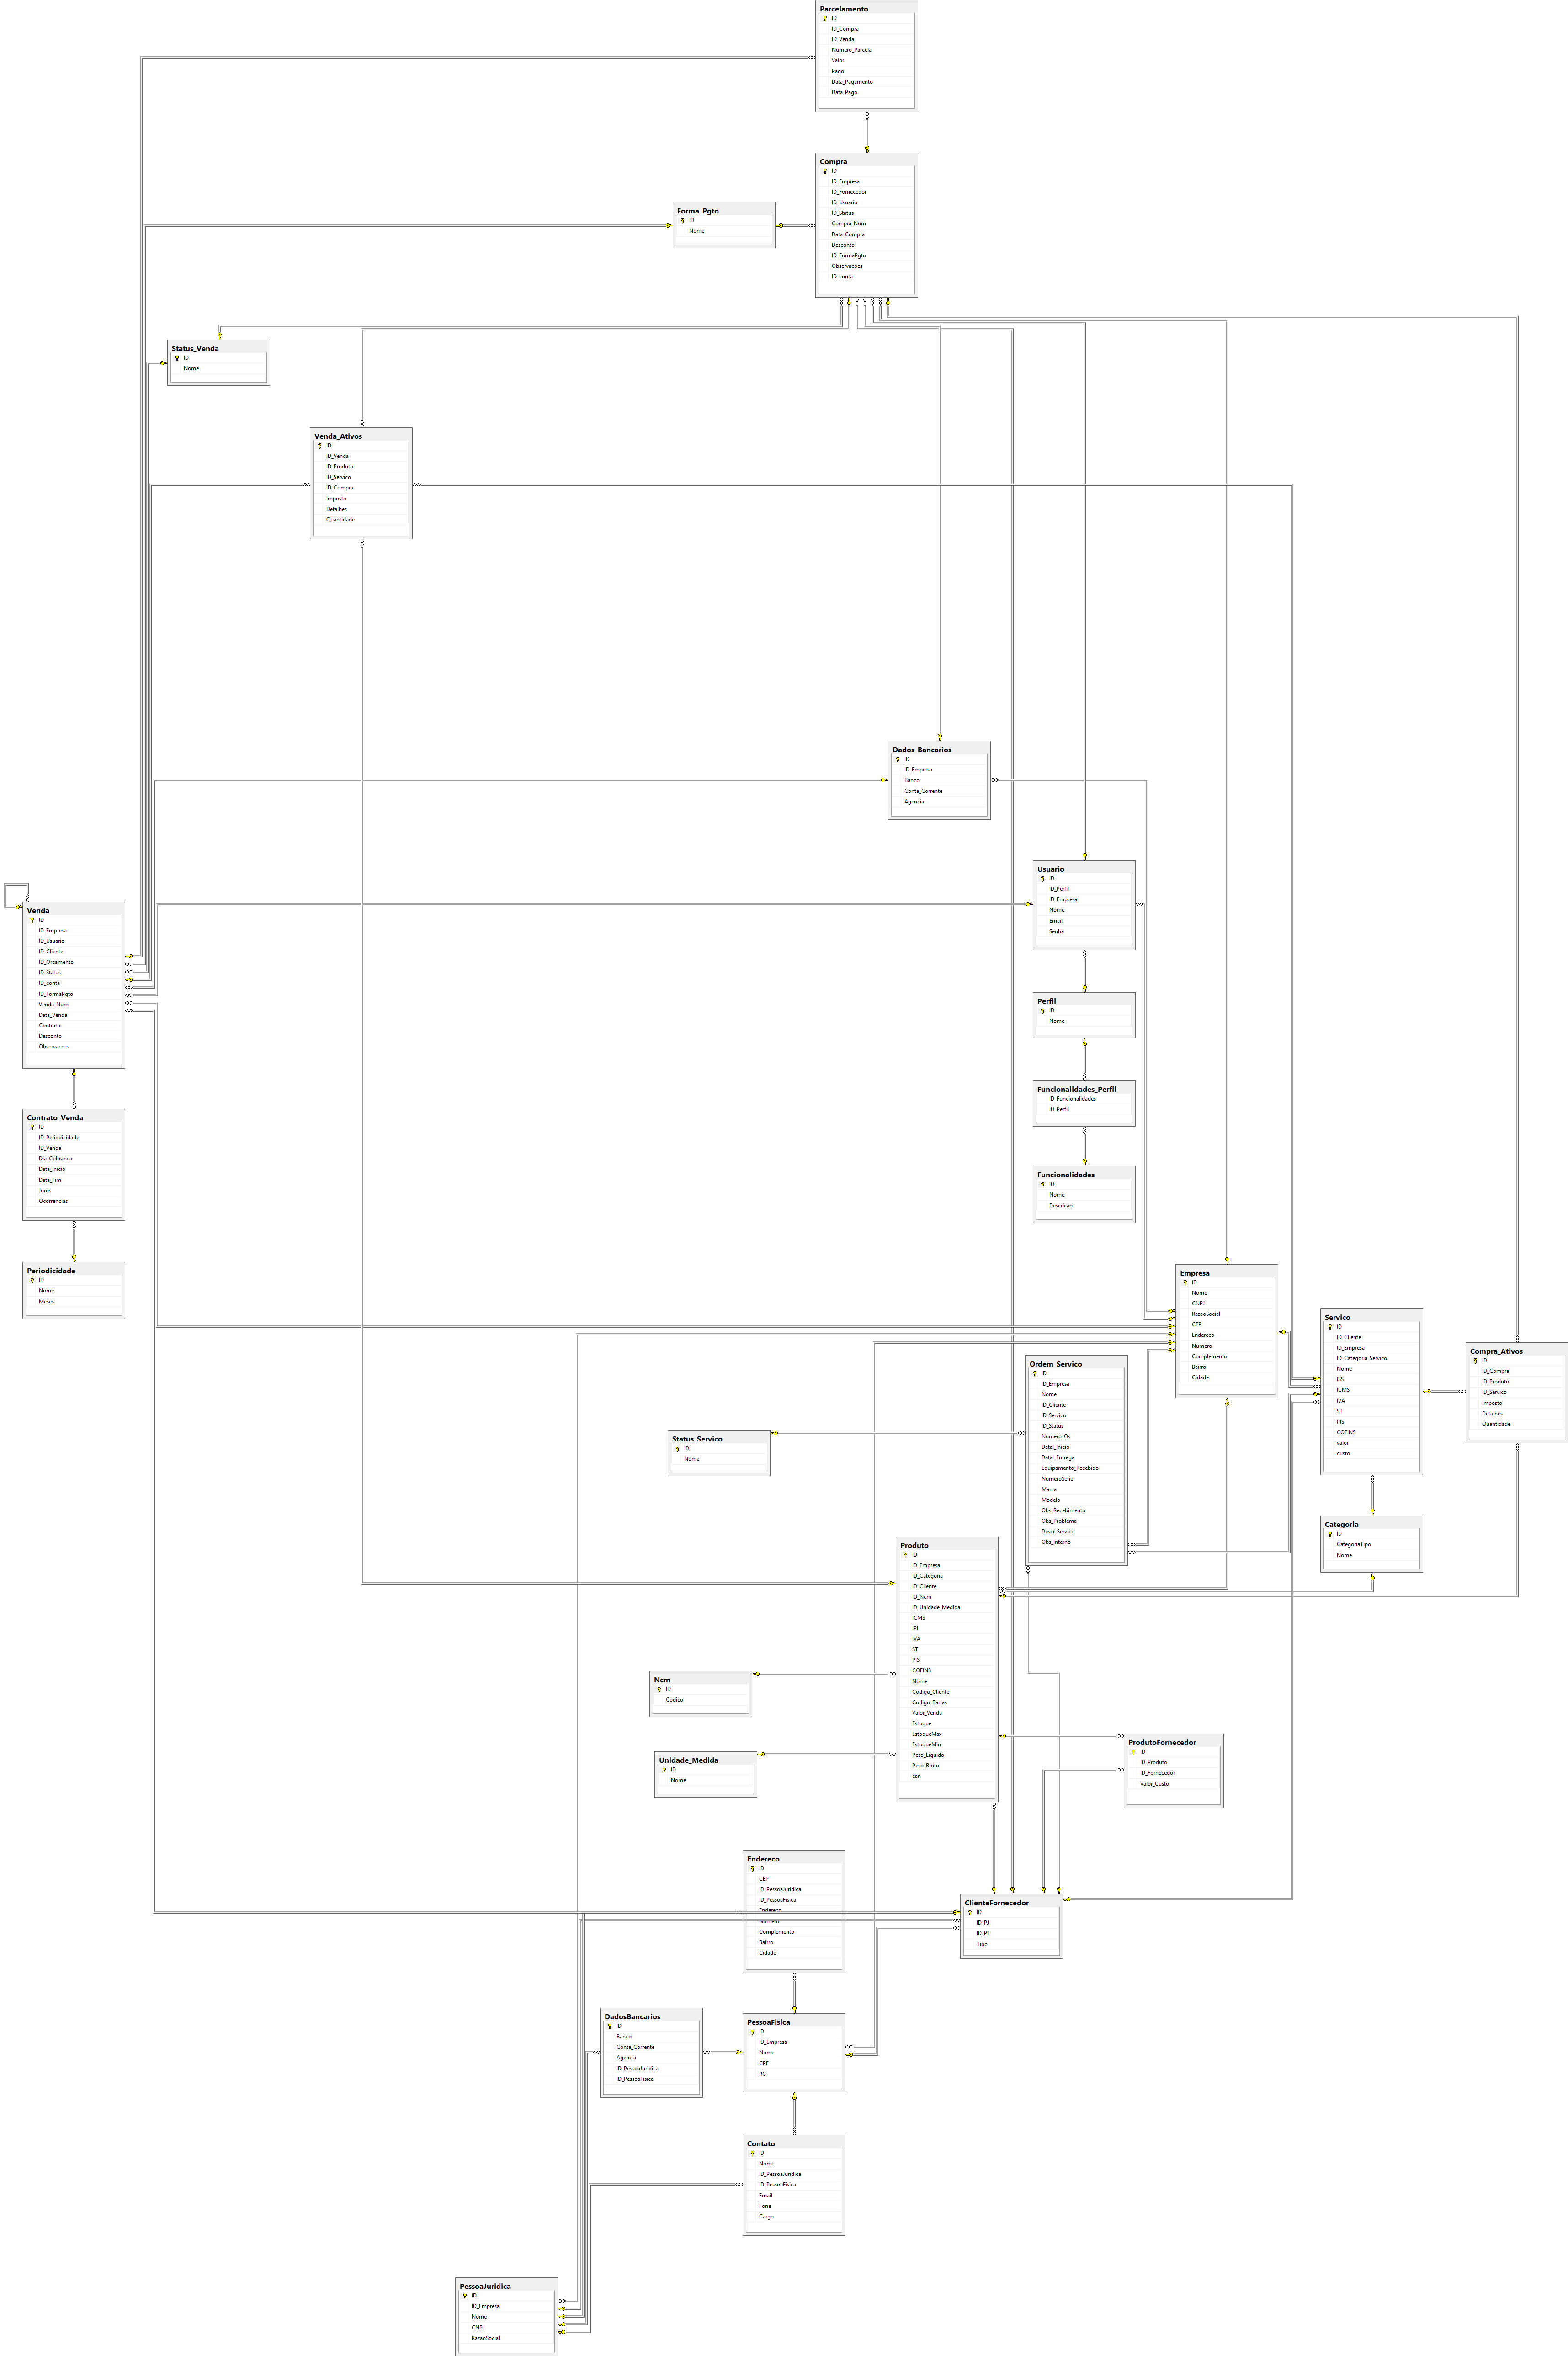 Parcelamento
ID
ID_Compra
ID_Venda
Numero_Parcela
Valor
Pago
Data_Pagamento
Data_Pago
Compra
ID
ID_Empresa
ID_Fornecedor
ID_Usuario
ID_Status
Compra_Num
Data_Compra
Desconto
ID_FormaPgto
Observacoes
ID_conta
Forma_Pgto
ID
Nome
Status_Venda
ID
Nome
Venda_Ativos
ID
ID_Venda
ID_Produto
ID_Servico
ID_Compra
Imposto
Detalhes
Quantidade
Dados_Bancarios
ID
ID_Empresa
Banco
Conta_Corrente
Agencia
Usuario
ID
ID_Perfil
ID_Empresa
Nome
Email
Senha
Venda
ID
ID_Empresa
ID_Usuario
ID_Cliente
ID_Orcamento
ID_Status
ID_conta
ID_FormaPgto
Venda_Num
Data_Venda
Contrato
Desconto
Observacoes
Perfil
ID
Nome
Funcionalidades_Perfil
ID_Funcionalidades
ID_Perfil
Contrato_Venda
ID
ID_Periodicidade
ID_Venda
Dia_Cobranca
Data_Inicio
Data_Fim
Juros
Ocorrencias
Funcionalidades
ID
Nome
Descricao
Periodicidade
ID
Nome
Meses
Empresa
ID
Nome
CNPJ
RazaoSocial
CEP
Endereco
Numero
Complemento
Bairro
Cidade
Servico
ID
ID_Cliente
ID_Empresa
ID_Categoria_Servico
Nome
ISS
ICMS
IVA
ST
PIS
COFINS
valor
custo
Compra_Ativos
ID
ID_Compra
ID_Produto
ID_Servico
Imposto
Detalhes
Quantidade
Ordem_Servico
ID
ID_Empresa
Nome
ID_Cliente
ID_Servico
ID_Status
Numero_Os
Datal_Inicio
Datal_Entrega
Equipamento_Recebido
NumeroSerie
Marca
Modelo
Obs_Recebimento
Obs_Problema
Descr_Servico
Obs_Interno
Status_Servico
ID
Nome
Categoria
ID
CategoriaTipo
Nome
Produto
ID
ID_Empresa
ID_Categoria
ID_Cliente
ID_Ncm
ID_Unidade_Medida
ICMS
IPI
IVA
ST
PIS
COFINS
Nome
Codigo_Cliente
Codigo_Barras
Valor_Venda
Estoque
EstoqueMax
EstoqueMin
Peso_Liquido
Peso_Bruto
ean
Ncm
ID
Codico
Unidade_Medida
ID
Nome
ProdutoFornecedor
ID
ID_Produto
ID_Fornecedor
Valor_Custo
Endereco
ID
CEP
ID_PessoaJuridica
ID_PessoaFisica
Endereco
Numero
Complemento
Bairro
Cidade
ClienteFornecedor
ID
ID_PJ
ID_PF
Tipo
DadosBancarios
ID
Banco
Conta_Corrente
Agencia
ID_PessoaJuridica
ID_PessoaFisica
PessoaFisica
ID
ID_Empresa
Nome
CPF
RG
Contato
ID
Nome
ID_PessoaJuridica
ID_PessoaFisica
Email
Fone
Cargo
PessoaJuridica
ID
ID_Empresa
Nome
CNPJ
RazaoSocial